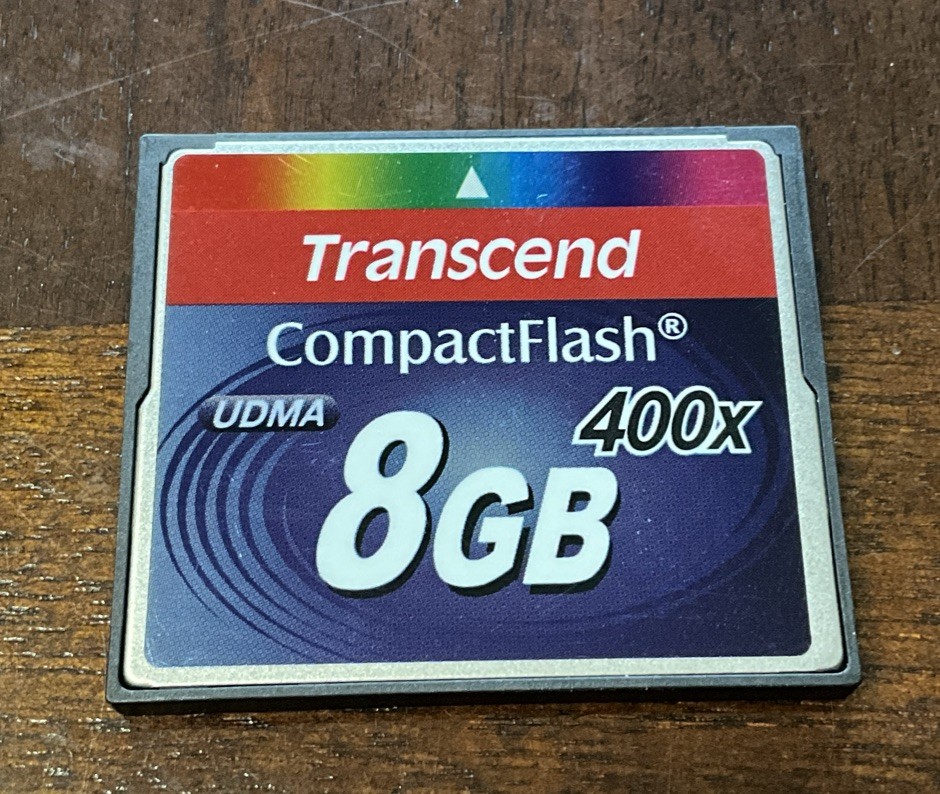 Transcend
CompactFlash®
UDMA
400x
8GB